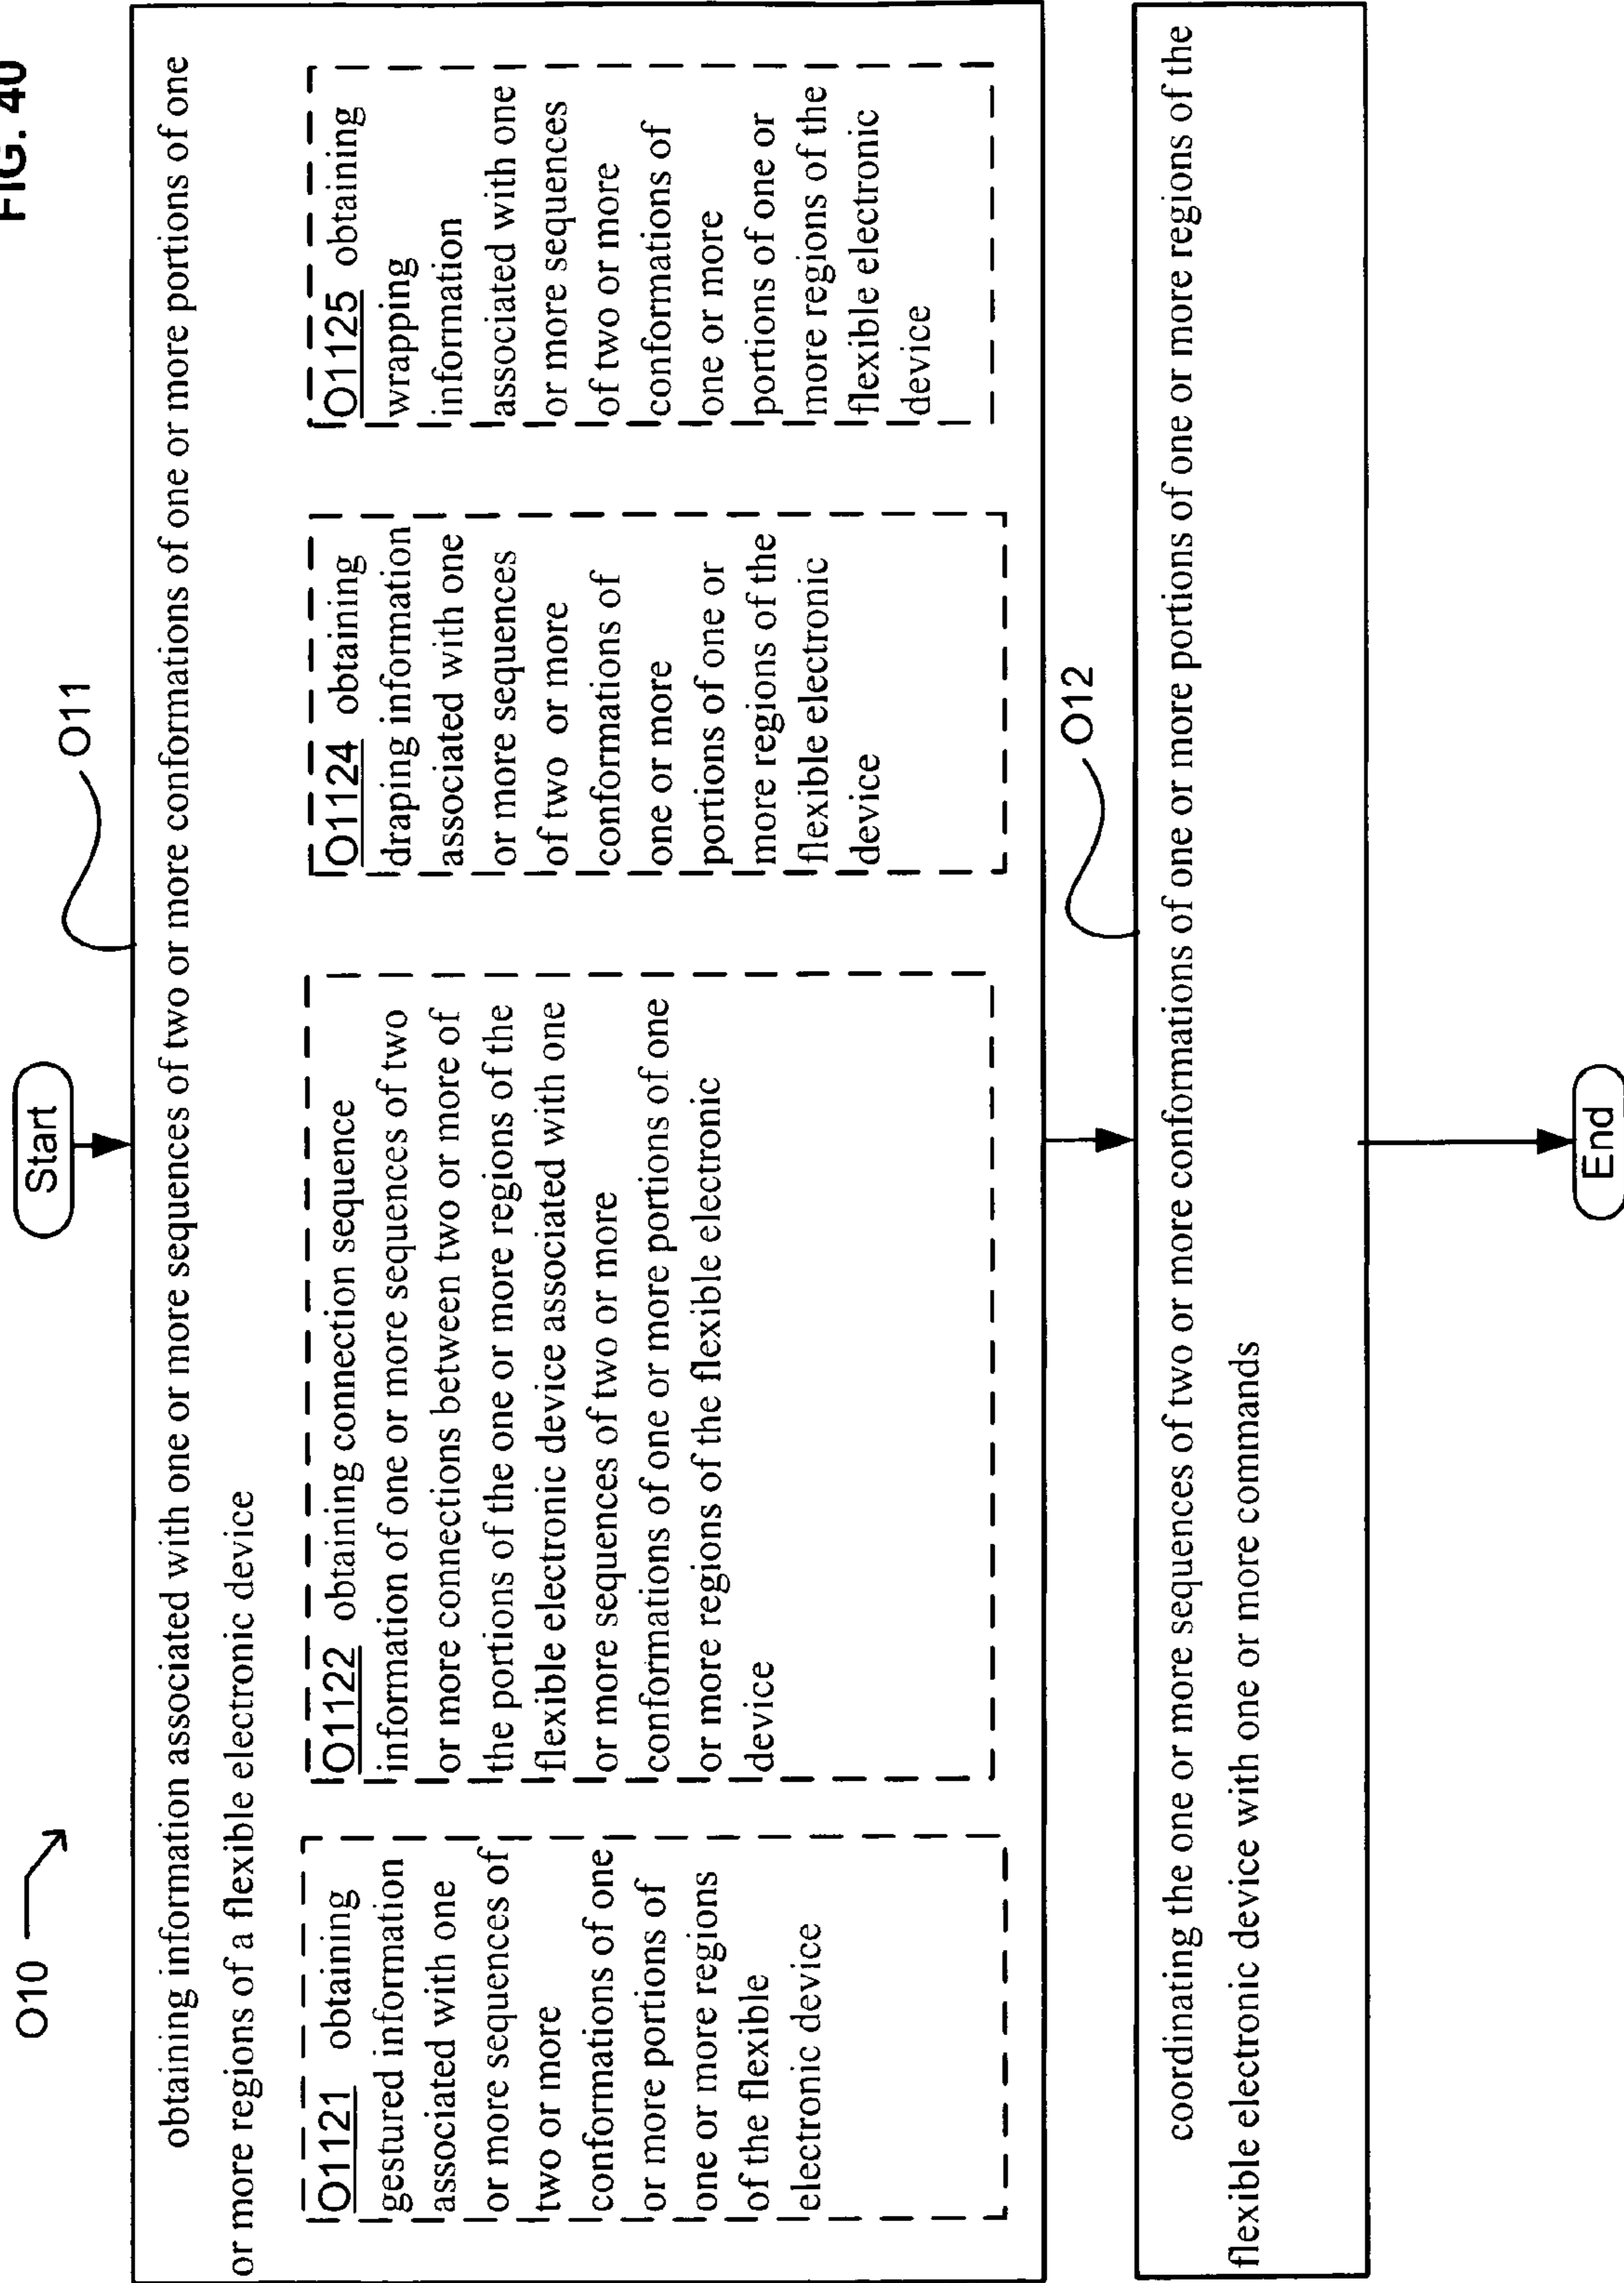 FIG. 40
O10
Start
O11
obtaining information associated with one or more sequences of two or more conformations of one or more portions of one
or more regions of a flexible electronic device
O1121 obtaining
gestured information
associated with one
or more sequences of
two or more
conformations of one
or more portions of
one or more regions
of the flexible
electronic device
O1122 obtaining connection sequence
information of one or more sequences of two
or more connections between two or more of
the portions of the one or more regions of the
flexible electronic device associated with one
or more sequences of two or more
conformations of one or more portions of one
or more regions of the flexible electronic
device
O1124 obtaining
draping information
associated with one
or more sequences
of two or more
conformations of
one or more
portions of one or
more regions of the
flexible electronic
device
O1125 obtaining
wrapping
information
associated with one
or more sequences
of two or more
conformations of
one or more
portions of one or
more regions of the
flexible electronic
device
O12
coordinating the one or more sequences of two or more conformations of one or more portions of one or more regions of the
flexible electronic device with one or more commands
End